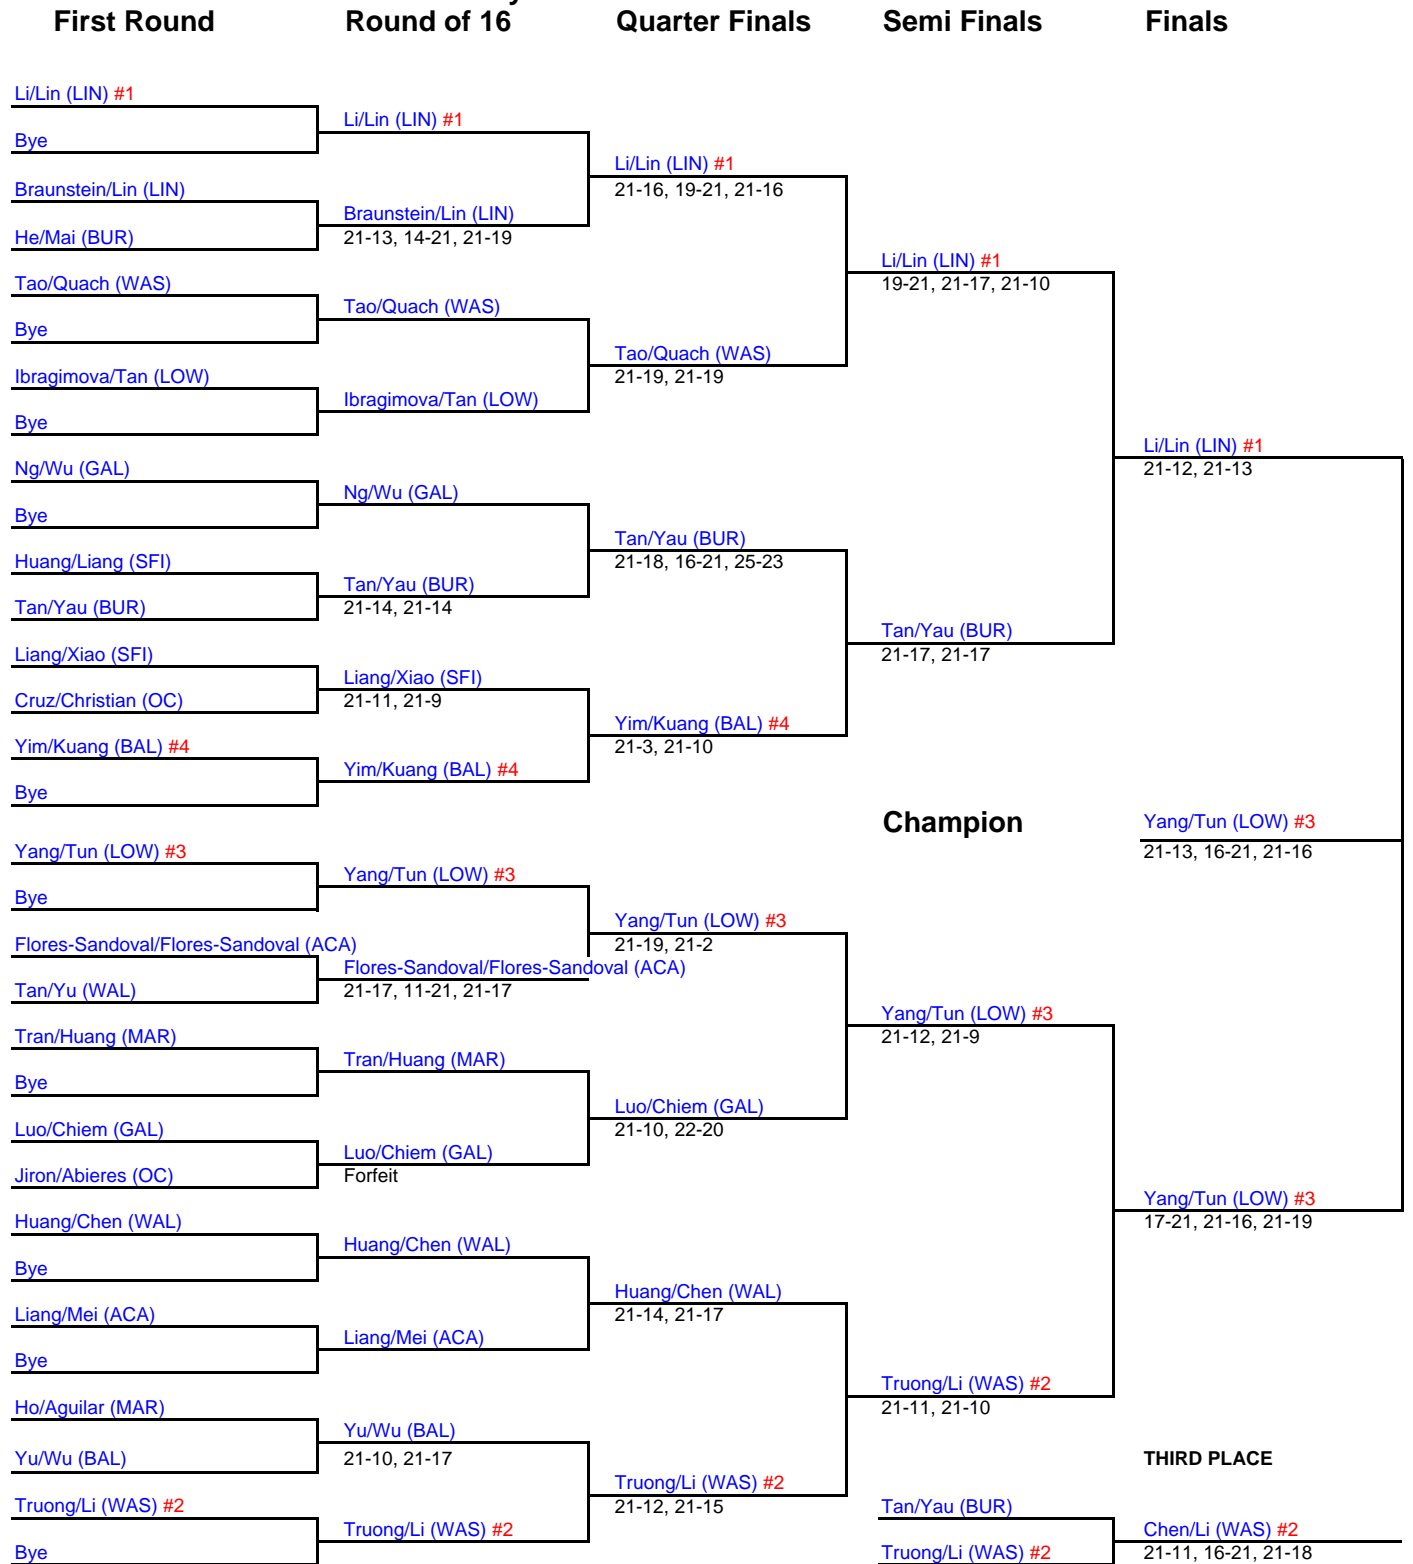 First Round
Round of 16
Quarter Finals
Semi Finals
Finals
Li/Lin (LIN) #1
Bye
Braunstein/Lin (LIN)
He/Mai (BUR)
Tao/Quach (WAS)
Bye
Ibragimova/Tan (LOW)
Bye
Ng/Wu (GAL)
Bye
Huang/Liang (SFI)
Tan/Yau (BUR)
Liang/Xiao (SFI)
Cruz/Christian (OC)
Yim/Kuang (BAL) #4
Bye
Yang/Tun (LOW) #3
Bye
Flores-Sandoval/Flores-Sandoval (ACA)
Tan/Yu (WAL)
Tran/Huang (MAR)
Bye
Luo/Chiem (GAL)
Jiron/Abieres (OC)
Huang/Chen (WAL)
Bye
Liang/Mei (ACA)
Bye
Ho/Aguilar (MAR)
Yu/Wu (BAL)
Truong/Li (WAS) #2
Bye
Li/Lin (LIN) #1
Braunstein/Lin (LIN)
21-13, 14-21, 21-19
Tao/Quach (WAS)
Ibragimova/Tan (LOW)
Ng/Wu (GAL)
Tan/Yau (BUR)
21-14, 21-14
Liang/Xiao (SFI)
21-11, 21-9
Yim/Kuang (BAL) #4
Yang/Tun (LOW) #3
Flores-Sandoval/Flores-Sandoval (ACA)
21-17, 11-21, 21-17
Tran/Huang (MAR)
Luo/Chiem (GAL)
Forfeit
Huang/Chen (WAL)
Liang/Mei (ACA)
Yu/Wu (BAL)
21-10, 21-17
Truong/Li (WAS) #2
Li/Lin (LIN) #1
21-16, 19-21, 21-16
Tao/Quach (WAS)
21-19, 21-19
Tan/Yau (BUR)
21-18, 16-21, 25-23
Yim/Kuang (BAL) #4
21-3, 21-10
Yang/Tun (LOW) #3
21-19, 21-2
Luo/Chiem (GAL)
21-10, 22-20
Huang/Chen (WAL)
21-14, 21-17
Truong/Li (WAS) #2
21-12, 21-15
Li/Lin (LIN) #1
19-21, 21-17, 21-10
Tan/Yau (BUR)
21-17, 21-17
Champion
Yang/Tun (LOW) #3
21-12, 21-9
Truong/Li (WAS) #2
21-11, 21-10
Tan/Yau (BUR)
Truong/Li (WAS) #2
Li/Lin (LIN) #1
21-12, 21-13
Yang/Tun (LOW) #3
21-13, 16-21, 21-16
Yang/Tun (LOW) #3
17-21, 21-16, 21-19
THIRD PLACE
Chen/Li (WAS) #2
21-11, 16-21, 21-18